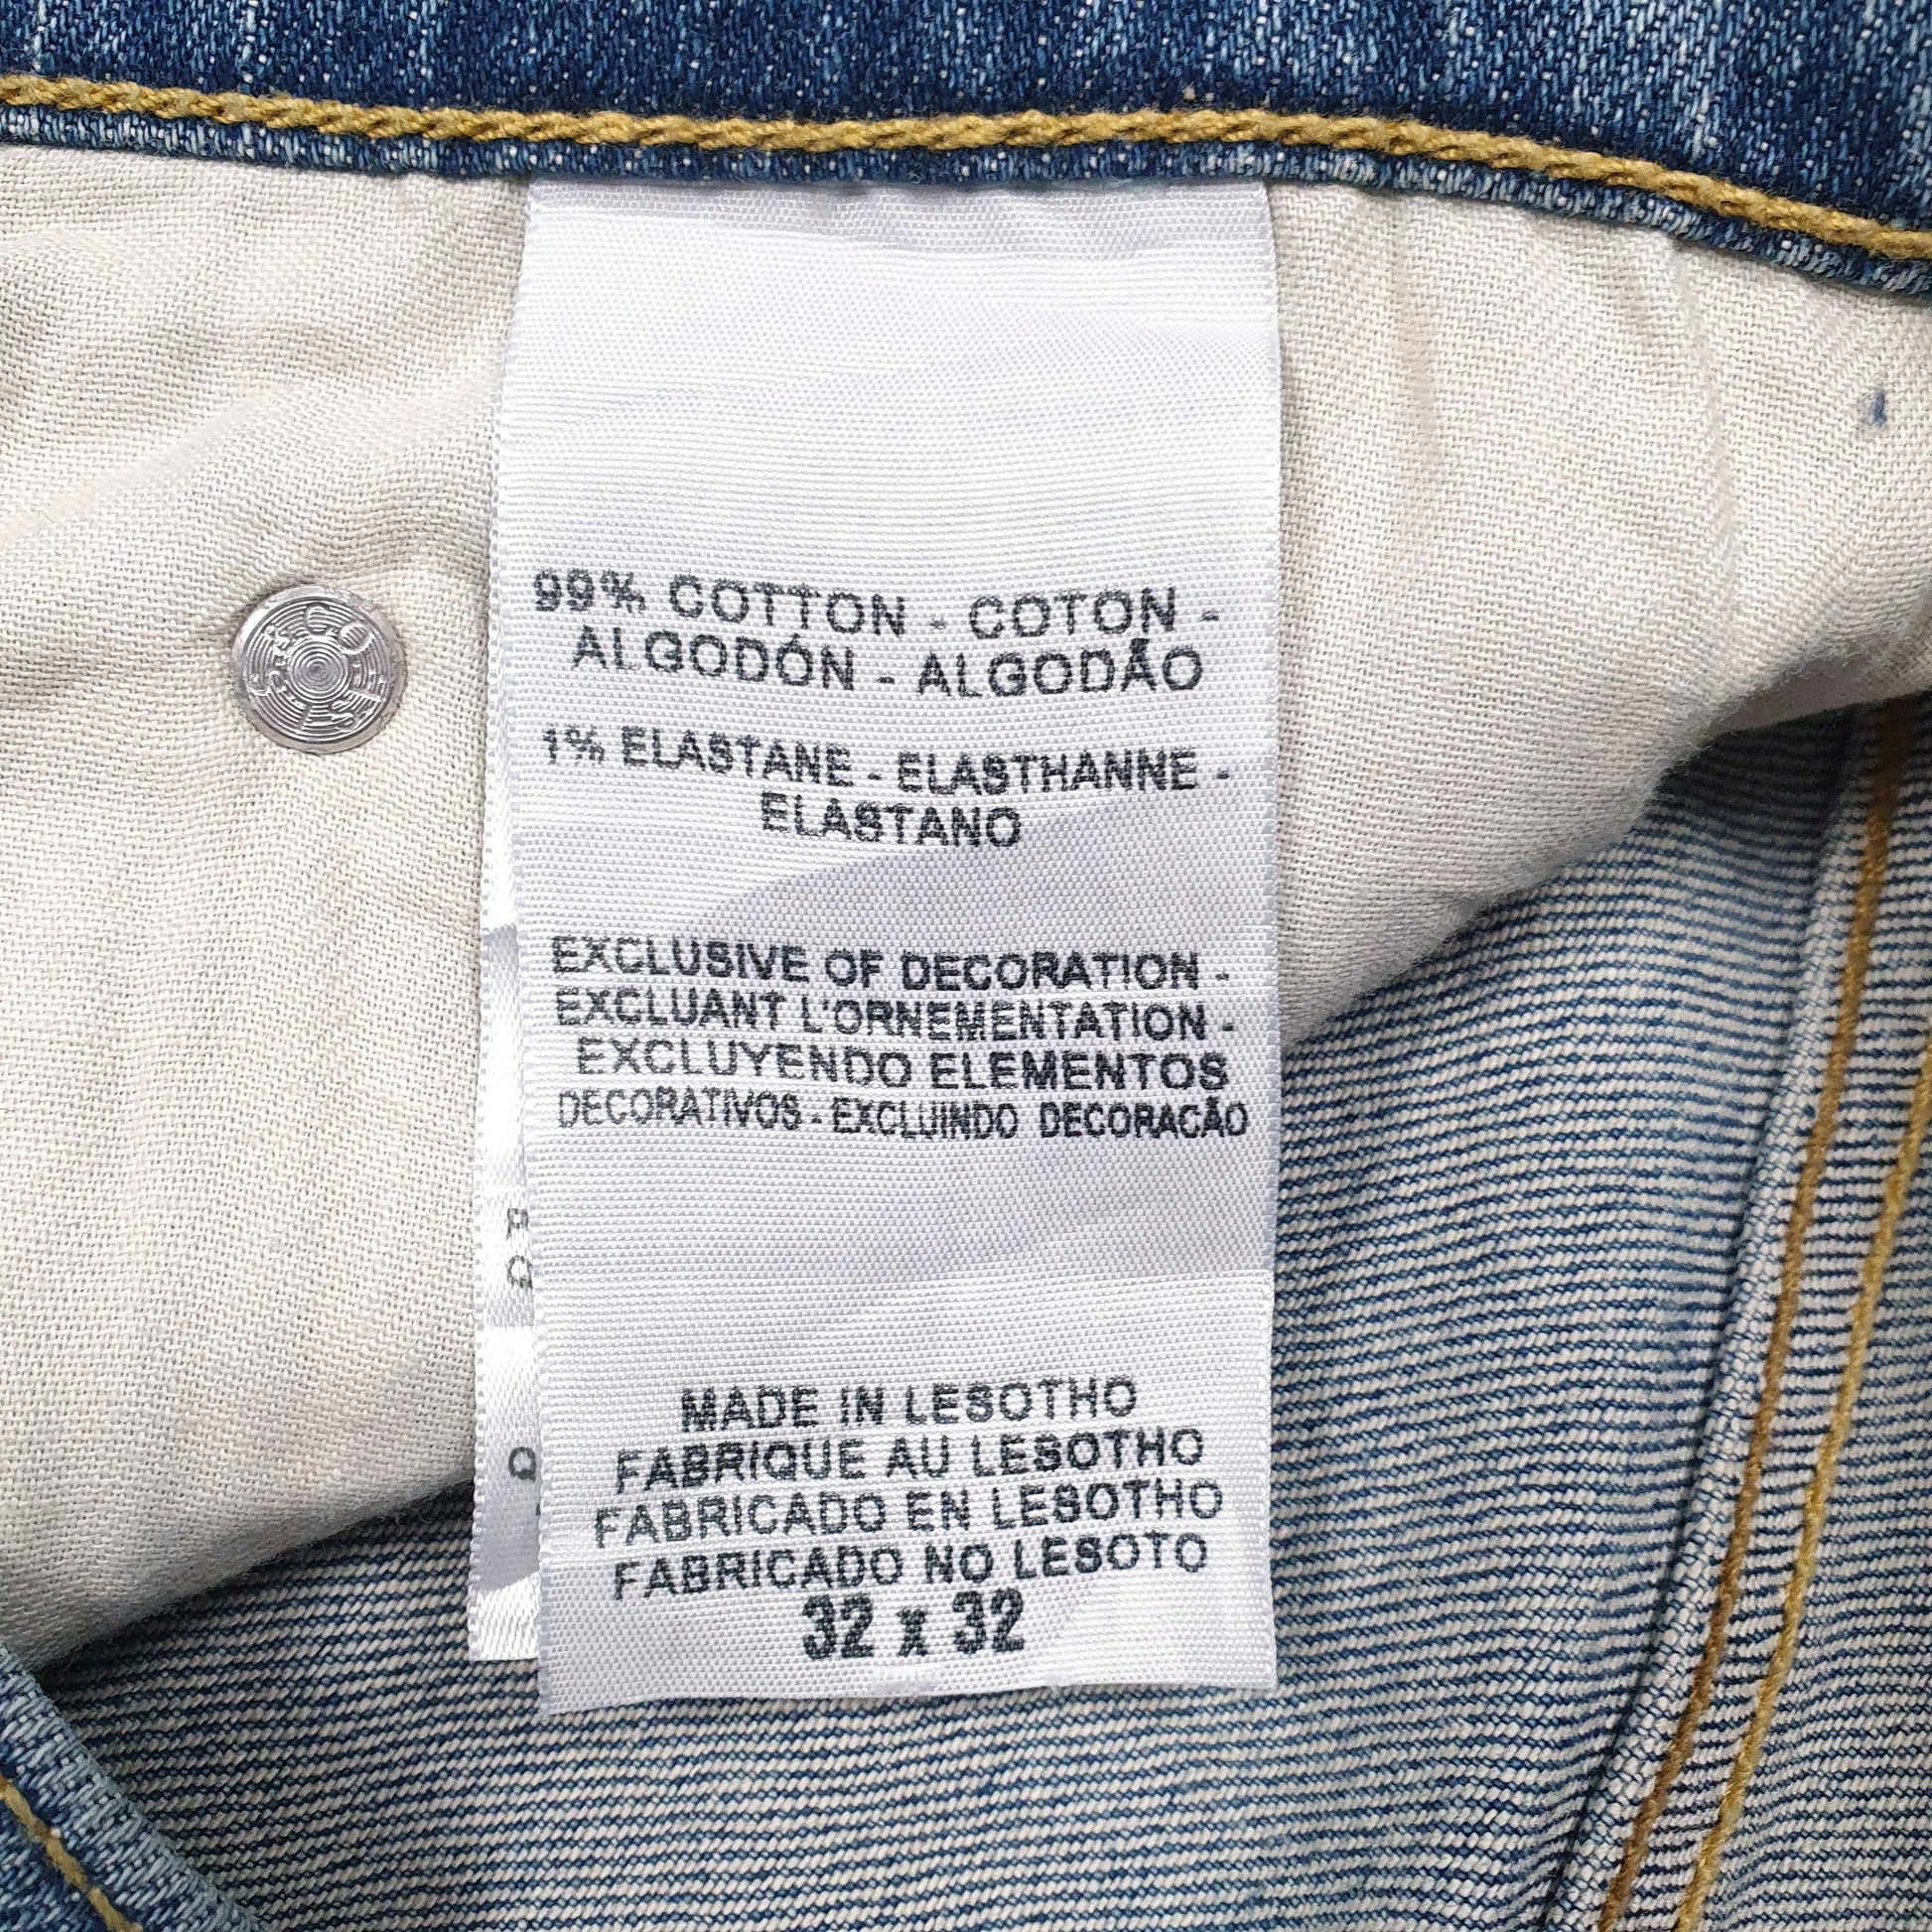 99% COTTON - COTON -
ALGODÓN - ALGODÃO
1% ELASTANE - ELASTHANNE -
ELASTANO
EXCLUSIVE OF DECORATION -
EXCLUANT L'ORNEMENTATION -
EXCLUYENDO ELEMENTOS
DECORATIVOS - EXCLUINDO DECORACÃO
MADE IN LESOTHO
FABRIQUE AU LESOTHO
FABRICADO EN LESOTHO
FABRICADO NO LESOTO
32 x 32